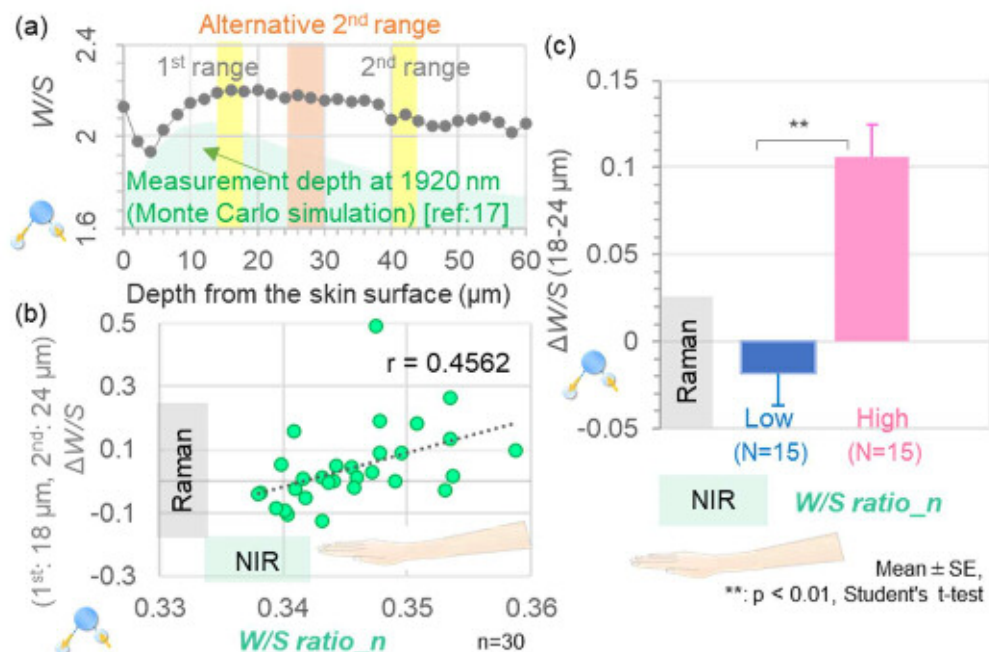 (a)
Alternative 2nd range
2.4
2
1.6
W/S
1st range
2nd range
Measurement depth at 1920 nm
(Monte Carlo simulation) [ref:17]
0 10 20 30 40 50 60
Depth from the skin surface (µm)
(b)
(1st: 18 µm, 2nd: 24 µm)
ΔW/S
0.5
0.3
0.1
-0.1
-0.3
r = 0.4562
Raman
NIR
0.33 0.34 0.35 0.36
W/S ratio_n
n=30
(c)
ΔW/S (18-24 µm)
0.15
0.1
0.05
0
-0.05
**
Raman
Low
(N=15)
High
(N=15)
NIR
W/S ratio_n
Mean ± SE,
**: p < 0.01, Student's t-test